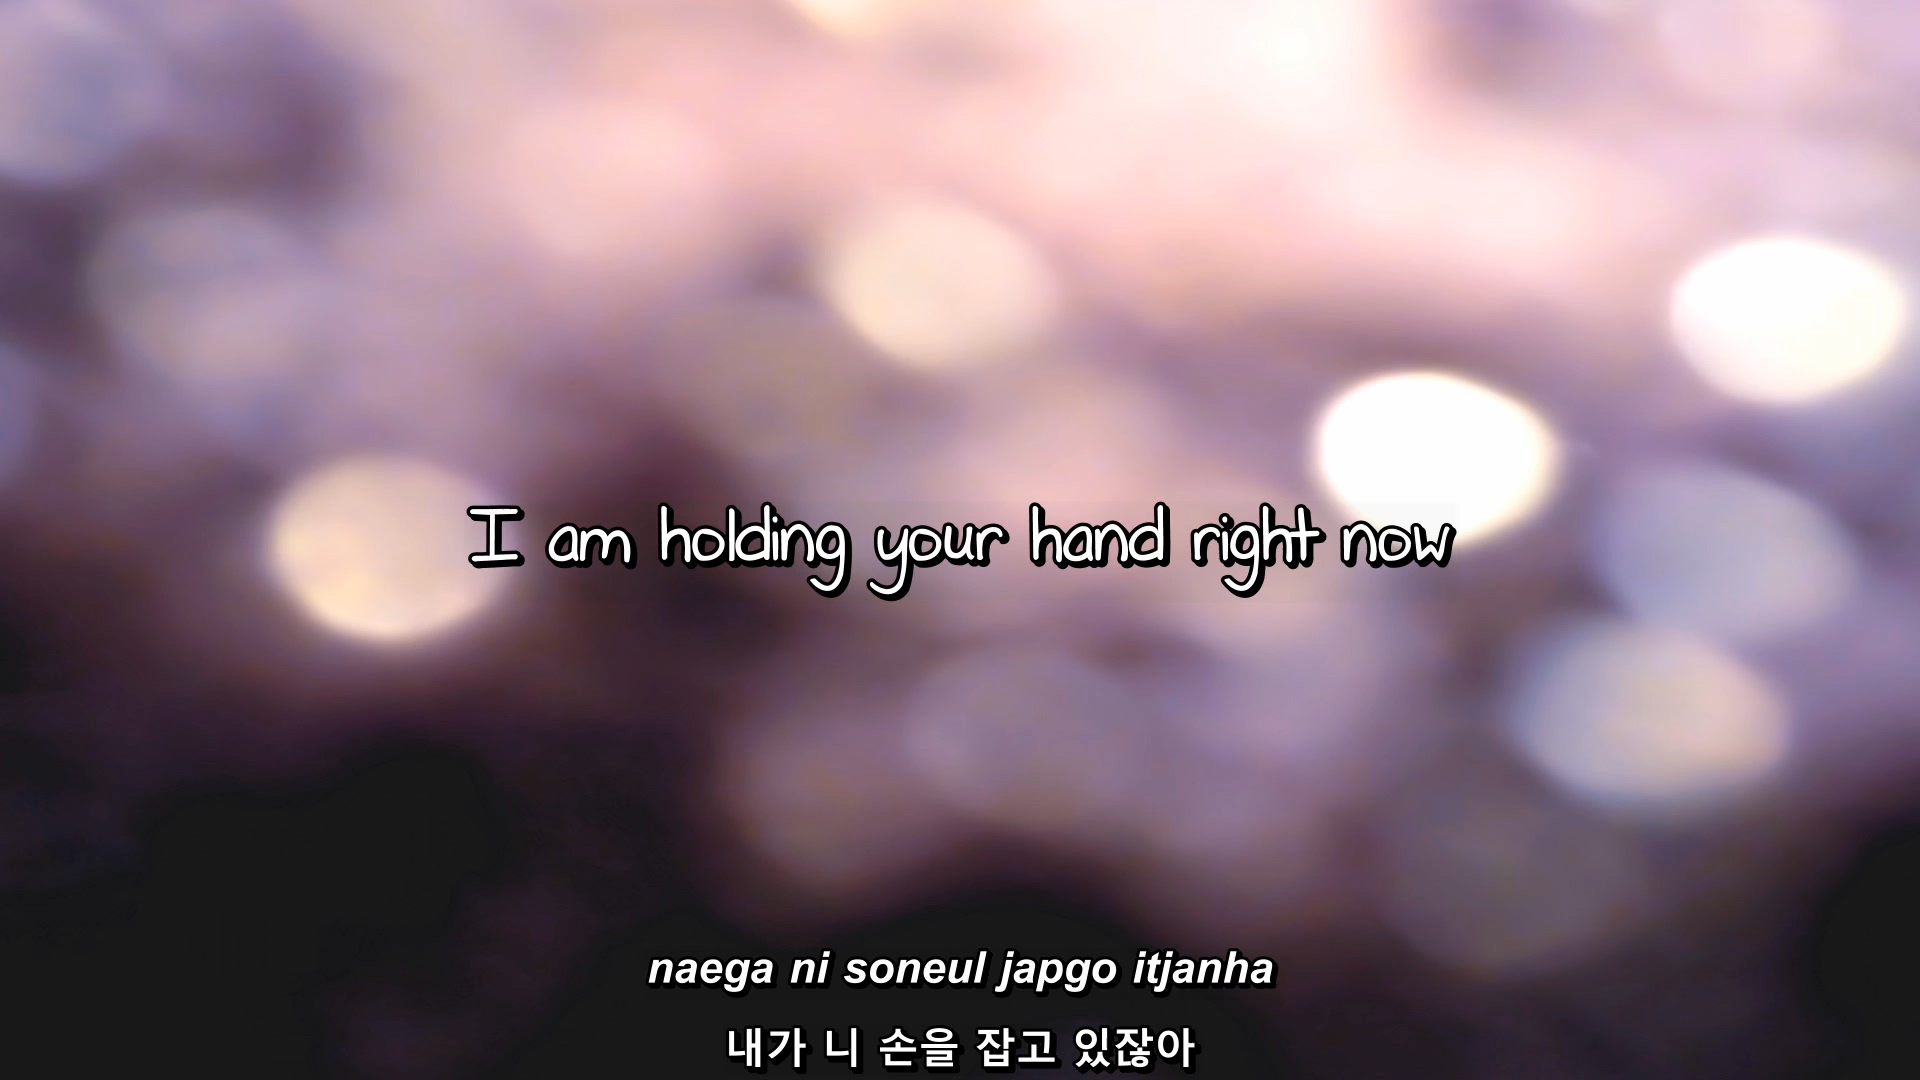 I am holding your hand right now
naega ni soneul japgo itjanha
내가 니 손을 잡고 있잖아